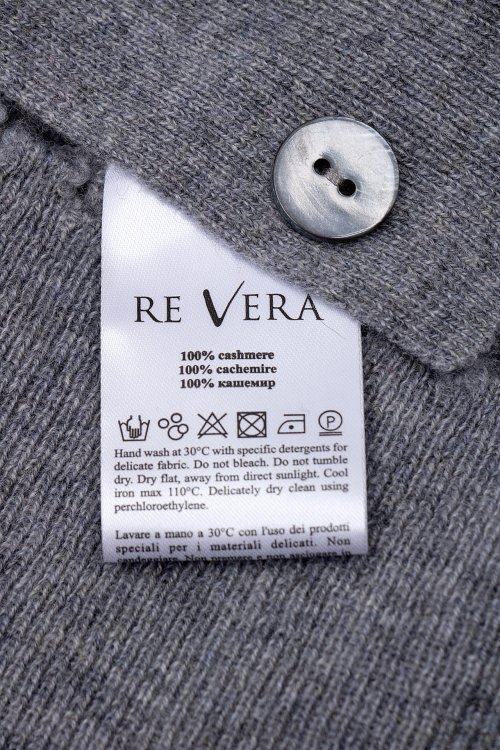 RE VERA
100% cashmere
100% cachemire
100% кашемир
P
Hand wash at 30°C with specific detergents for
delicate fabric. Do not bleach. Do not tumble
dry. Dry flat, away from direct sunlight. Cool
iron max 110°C. Delicately dry clean using
perchloroethylene.
Lavare a mano a 30°C con l'uso dei prodotti
speciali per i materiali delicati. Non